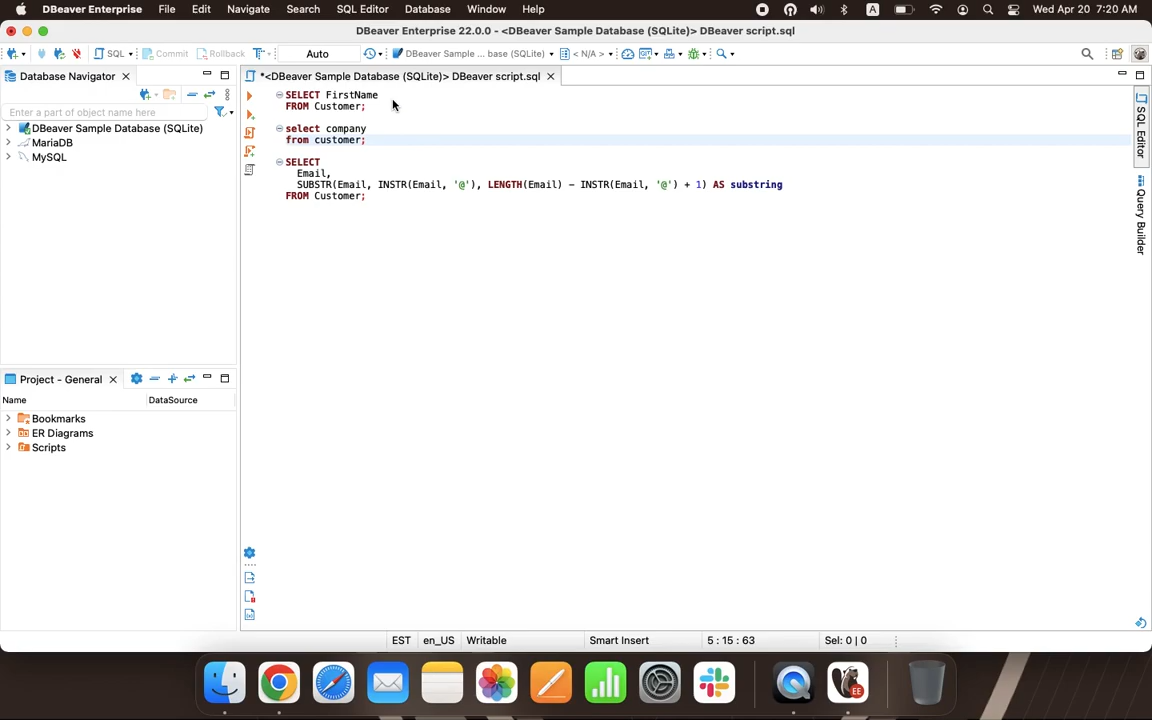 DBeaver Enterprise File Edit Navigate Search SQL Editor Database Window Help A Wed Apr 20 7:20 AM
DBeaver Enterprise 22.0.0 - <DBeaver Sample Database (SQLite)> DBeaver script.sql
SQL Commit Rollback Auto DBeaver Sample ... base (SQLite) < N/A >
Database Navigator
*<DBeaver Sample Database (SQLite)> DBeaver script.sql
Enter a part of object name here
DBeaver Sample Database (SQLite)
MariaDB
MySQL
Project - General
Name DataSource
Bookmarks
ER Diagrams
Scripts
SELECT FirstName
FROM Customer;
select company
from customer;
SELECT
Email,
SUBSTR(Email, INSTR(Email, '@'), LENGTH(Email) - INSTR(Email, '@') + 1) AS substring
FROM Customer;
SQL Editor
Query Builder
EST en_US Writable Smart Insert 5 : 15 : 63 Sel: 0 | 0
EE